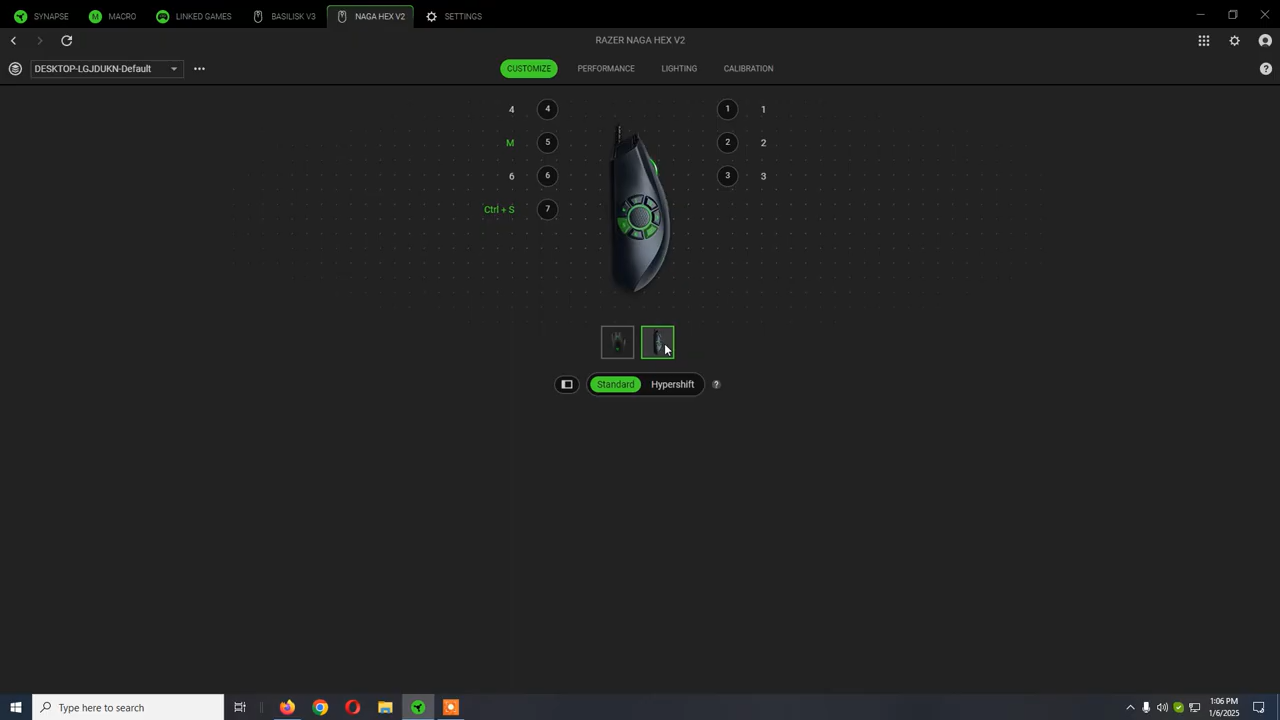 SYNAPSE M MACRO LINKED GAMES BASILISK V3 NAGA HEX V2 SETTINGS
RAZER NAGA HEX V2
DESKTOP-LGJDUKN-Default CUSTOMIZE PERFORMANCE LIGHTING CALIBRATION ?
4 4 1 1
M 5 2 2
6 6 3 3
Ctrl + S 7
Standard Hypershift ?
Type here to search
1:06 PM
1/6/2025